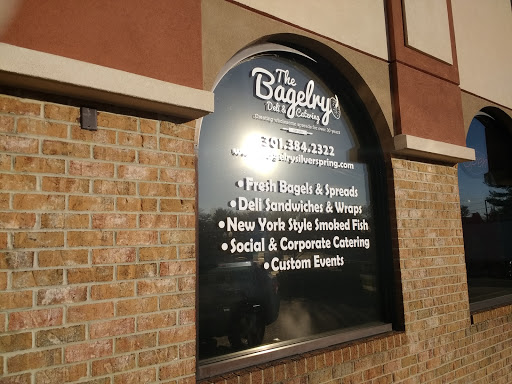 The
Bagelry
Deli & Catering
301.384.2322
• Fresh Bagels & Spreads
• Deli Sandwiches & Wraps
• New York Style Smoked Fish
• Social & Corporate Catering
• Custom Events